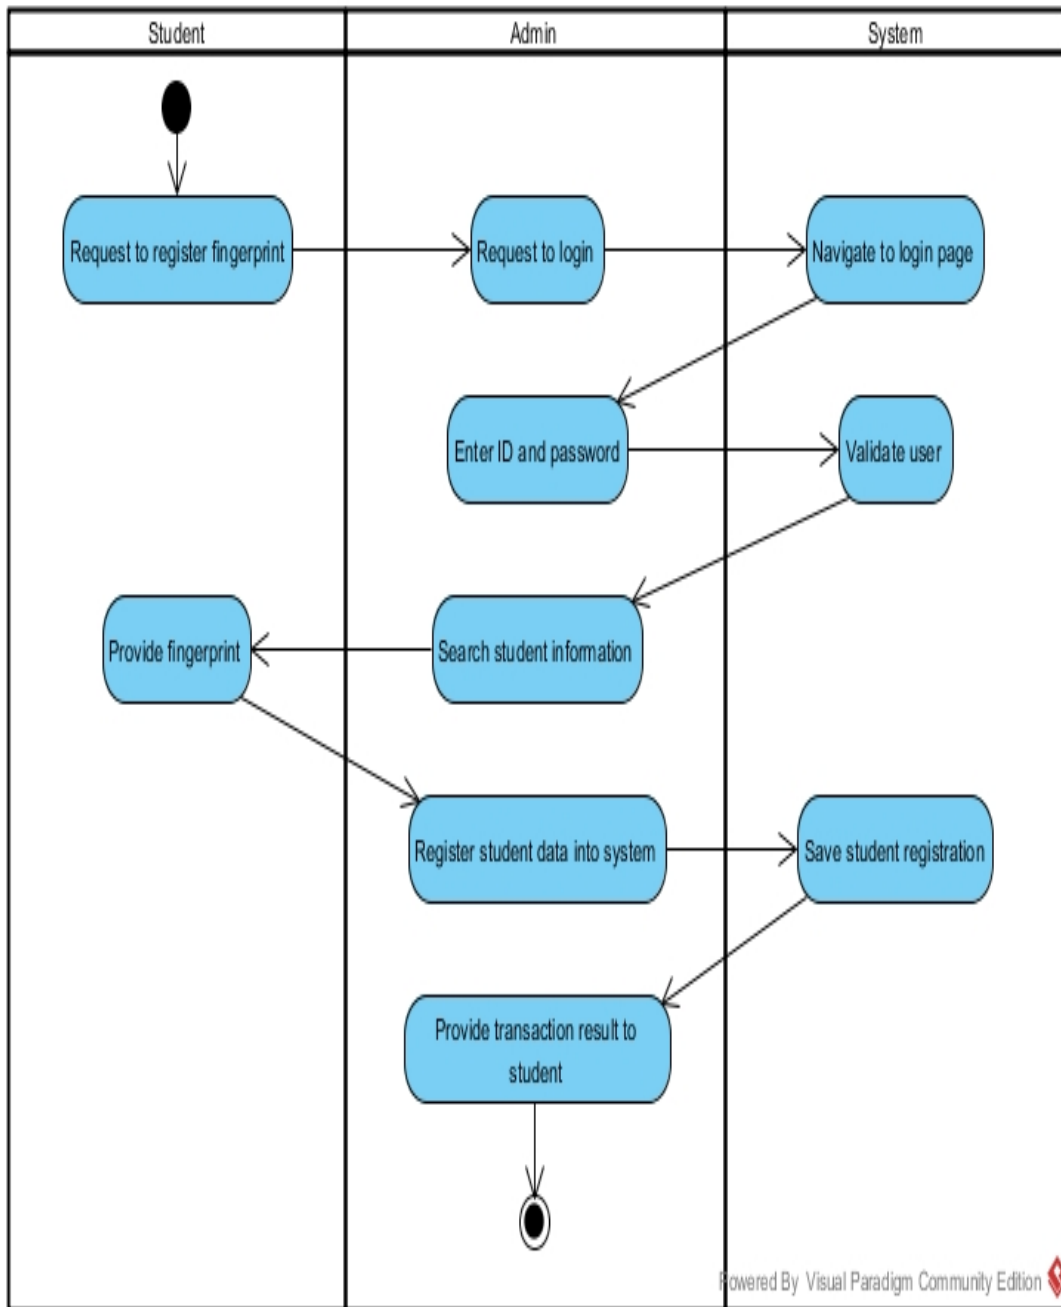 Student
Admin
System
Request to register fingerprint
Request to login
Navigate to login page
Enter ID and password
Validate user
Provide fingerprint
Search student information
Register student data into system
Save student registration
Provide transaction result to
student
Powered By Visual Paradigm Community Edition